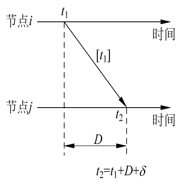 t₁
节点i
时间
[t₁]
节点j
t₂
时间
D
t₂=t₁+D+δ